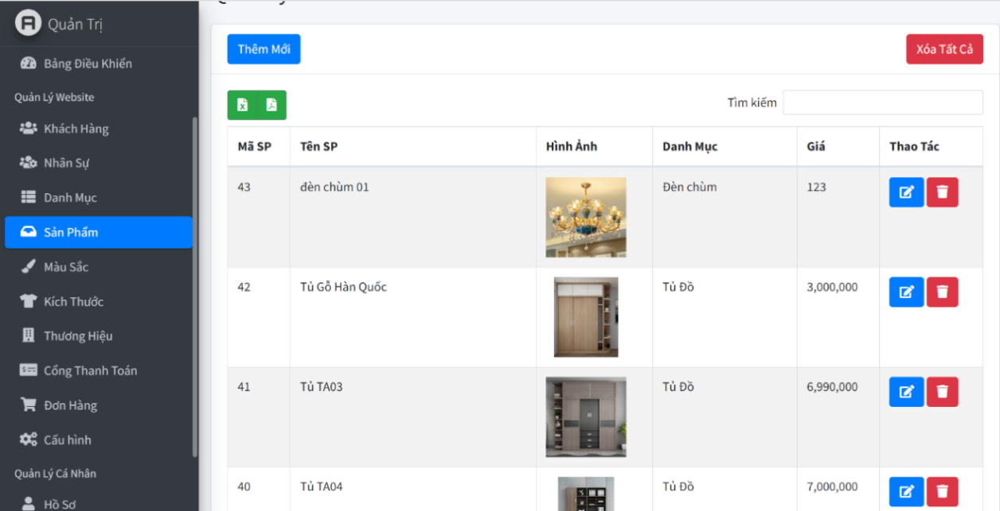 Quản Trị
Bảng Điều Khiển
Quản Lý Website
Khách Hàng
Nhân Sự
Danh Mục
Sản Phẩm
Màu Sắc
Kích Thước
Thương Hiệu
Cổng Thanh Toán
Đơn Hàng
Cấu hình
Quản Lý Cá Nhân
Hồ Sơ
Thêm Mới
Xóa Tất Cả
Tìm kiếm
Mã SP Tên SP Hình Ảnh Danh Mục Giá Thao Tác
43 đèn chùm 01 Đèn chùm 123
42 Tủ Gỗ Hàn Quốc Tủ Đồ 3,000,000
41 Tủ TA03 Tủ Đồ 6,990,000
40 Tủ TA04 Tủ Đồ 7,000,000